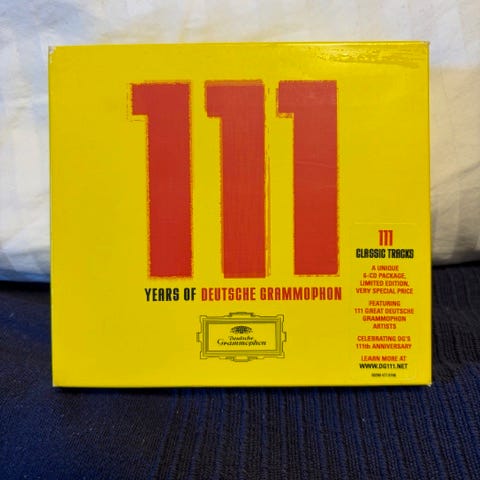 111
YEARS OF DEUTSCHE GRAMMOPHON
Deutsche
Grammophon
111
CLASSIC TRACKS
A UNIQUE
6-CD PACKAGE,
LIMITED EDITION,
VERY SPECIAL PRICE
FEATURING
111 GREAT DEUTSCHE
GRAMMOPHON
ARTISTS
CELEBRATING DG'S
111th ANNIVERSARY
LEARN MORE AT
WWW.DG111.NET